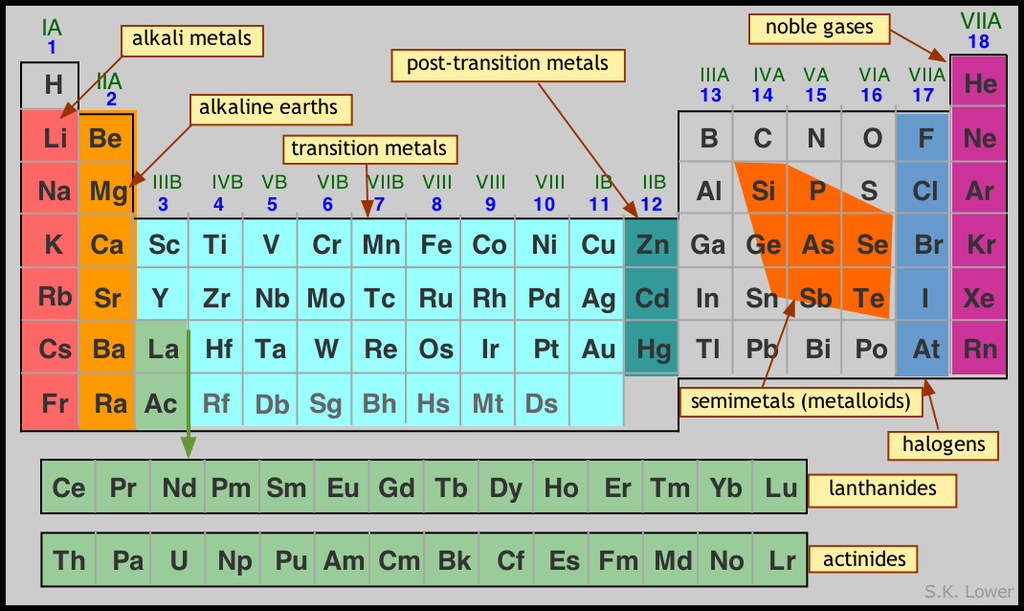 IA
1
alkali metals
post-transition metals
noble gases
VIIA
18
IIA
2
alkaline earths
transition metals
IIIA IVA VA VIA VIIA
13 14 15 16 17
IIIB IVB VB VIB VIIB VIII VIII VIII IB IIB
3 4 5 6 7 8 9 10 11 12
H He
Li Be B C N O F Ne
Na Mg Al Si P S Cl Ar
K Ca Sc Ti V Cr Mn Fe Co Ni Cu Zn Ga Ge As Se Br Kr
Rb Sr Y Zr Nb Mo Tc Ru Rh Pd Ag Cd In Sn Sb Te I Xe
Cs Ba La Hf Ta W Re Os Ir Pt Au Hg Tl Pb Bi Po At Rn
Fr Ra Ac Rf Db Sg Bh Hs Mt Ds
semimetals (metalloids)
halogens
Ce Pr Nd Pm Sm Eu Gd Tb Dy Ho Er Tm Yb Lu
lanthanides
Th Pa U Np Pu Am Cm Bk Cf Es Fm Md No Lr
actinides
S.K. Lower